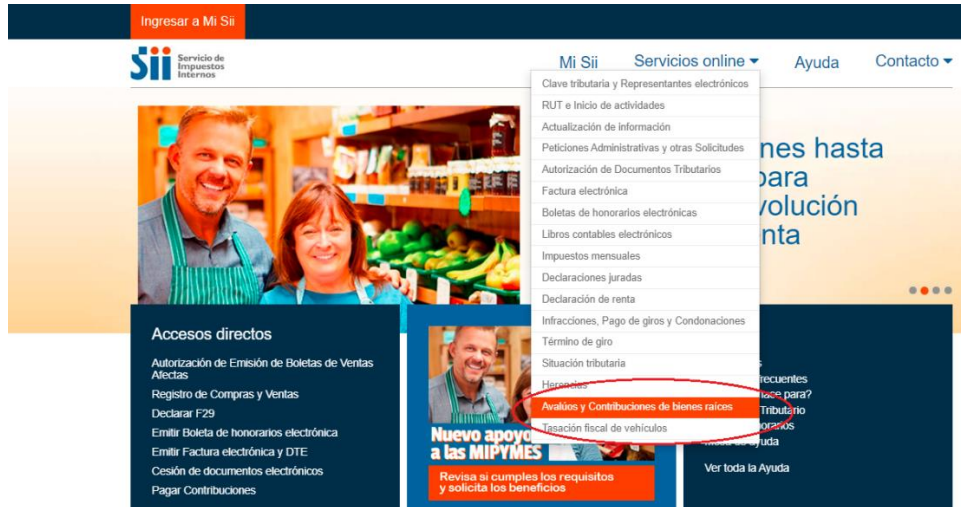 Ingresar a Mi Sii
Sii Servicio de
Impuestos
Internos
Mi Sii Servicios online Ayuda Contacto
Clave tributaria y Representantes electrónicos
RUT e Inicio de actividades
Actualización de información
Peticiones Administrativas y otras Solicitudes
Autorización de Documentos Tributarios
Factura electrónica
Boletas de honorarios electrónicas
Libros contables electrónicos
Impuestos mensuales
Declaraciones juradas
Declaración de renta
Infracciones, Pago de giros y Condonaciones
Término de giro
Situación tributaria
Herencias
Avalúos y Contribuciones de bienes raíces
Tasación fiscal de vehículos
nes hasta
para
volución
nta
Accesos directos
Autorización de Emisión de Boletas de Ventas
Afectas
Registro de Compras y Ventas
Declarar F29
Emitir Boleta de honorarios electrónica
Emitir Factura electrónica y DTE
Cesión de documentos electrónicos
Pagar Contribuciones
Nuevo apoyo
a las MIPYMES
Revisa si cumples los requisitos
y solicita los beneficios
frecuentes
hace para?
Tributario
ayuda
Ver toda la Ayuda